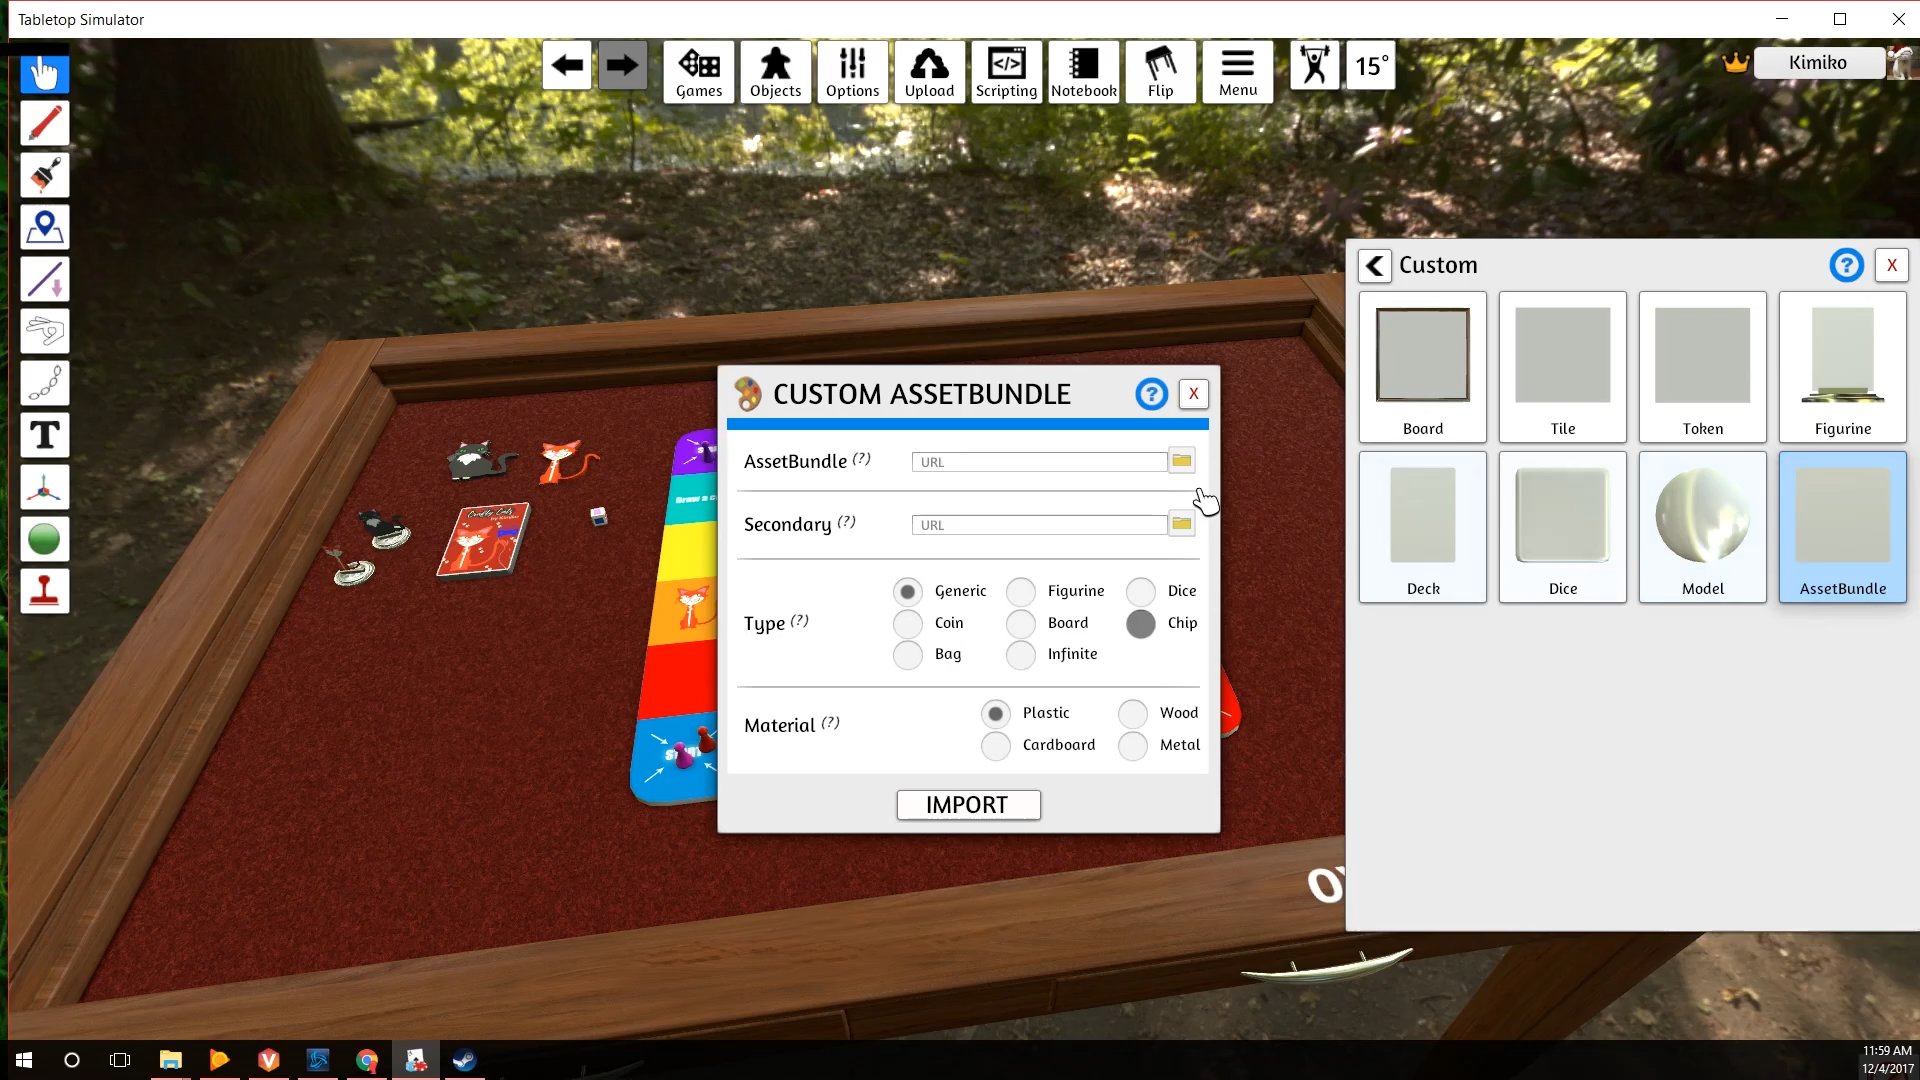 Tabletop Simulator
Games
Objects
Options
Upload
Scripting
Notebook
Flip
Menu
15°
Kimiko
Custom
?
X
Board
Tile
Token
Figurine
Deck
Dice
Model
AssetBundle
CUSTOM ASSETBUNDLE
?
X
AssetBundle (?)
URL
Secondary (?)
URL
Type (?)
Generic
Figurine
Dice
Coin
Board
Chip
Bag
Infinite
Material (?)
Plastic
Wood
Cardboard
Metal
IMPORT
T
11:59 AM
12/4/2017